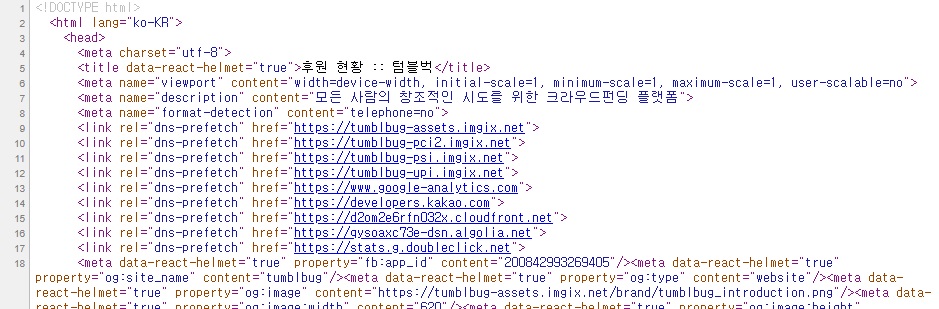 1 <!DOCTYPE html>
2 <html lang="ko-KR">
3 <head>
4 <meta charset="utf-8">
5 <title data-react-helmet="true">후원 현황 :: 텀블벅</title>
6 <meta name="viewport" content="width=device-width, initial-scale=1, minimum-scale=1, maximum-scale=1, user-scalable=no">
7 <meta name="description" content="모든 사람의 창조적인 시도를 위한 크라우드펀딩 플랫폼">
8 <meta name="format-detection" content="telephone=no">
9 <link rel="dns-prefetch" href="https://tumblbug-assets.imgix.net">
10 <link rel="dns-prefetch" href="https://tumblbug-pci2.imgix.net">
11 <link rel="dns-prefetch" href="https://tumblbug-psi.imgix.net">
12 <link rel="dns-prefetch" href="https://tumblbug-upi.imgix.net">
13 <link rel="dns-prefetch" href="https://www.google-analytics.com">
14 <link rel="dns-prefetch" href="https://developers.kakao.com">
15 <link rel="dns-prefetch" href="https://d2om2e6rfn032x.cloudfront.net">
16 <link rel="dns-prefetch" href="https://qysoaxc73e-dsn.algolia.net">
17 <link rel="dns-prefetch" href="https://stats.g.doubleclick.net">
18 <meta data-react-helmet="true" property="fb:app_id" content="200842993269405"/><meta data-react-helmet="true"
property="og:site_name" content="tumblbug"/><meta data-react-helmet="true" property="og:type" content="website"/><meta data-
react-helmet="true" property="og:image" content="https://tumblbug-assets.imgix.net/brand/tumblbug_introduction.png"/><meta data-
react-helmet="true" property="og:image:width" content="620"/><meta data-react-helmet="true" property="og:image:height"